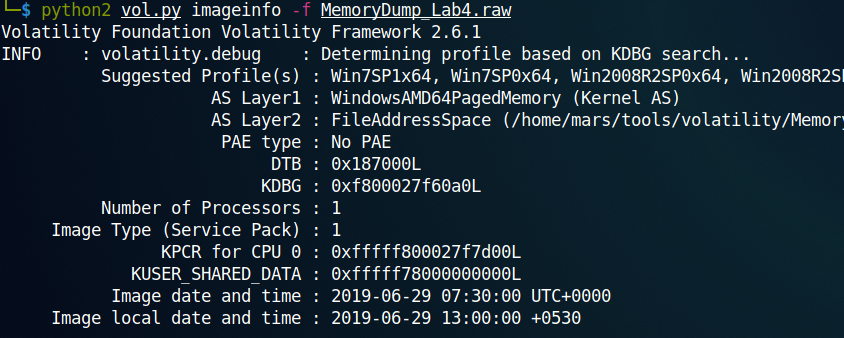 └─$ python2 vol.py imageinfo -f MemoryDump_Lab4.raw
Volatility Foundation Volatility Framework 2.6.1
INFO    : volatility.debug    : Determining profile based on KDBG search...
Suggested Profile(s) : Win7SP1x64, Win7SP0x64, Win2008R2SP0x64, Win2008R2S
AS Layer1 : WindowsAMD64PagedMemory (Kernel AS)
AS Layer2 : FileAddressSpace (/home/mars/tools/volatility/Memory
PAE type : No PAE
DTB : 0x187000L
KDBG : 0xf800027f60a0L
Number of Processors : 1
Image Type (Service Pack) : 1
KPCR for CPU 0 : 0xfffff800027f7d00L
KUSER_SHARED_DATA : 0xfffff78000000000L
Image date and time : 2019-06-29 07:30:00 UTC+0000
Image local date and time : 2019-06-29 13:00:00 +0530